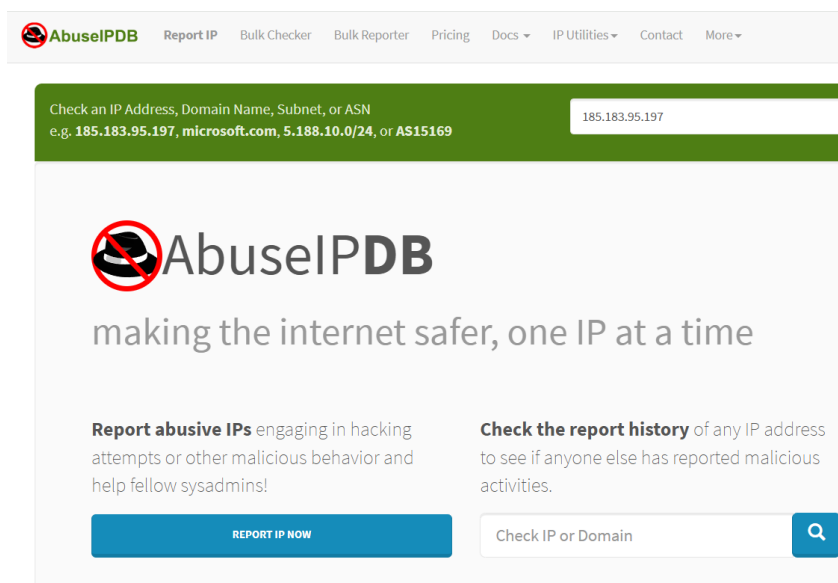 AbuseIPDB Report IP Bulk Checker Bulk Reporter Pricing Docs IP Utilities Contact More
Check an IP Address, Domain Name, Subnet, or ASN
e.g. 185.183.95.197, microsoft.com, 5.188.10.0/24, or AS15169
185.183.95.197
AbuseIPDB
making the internet safer, one IP at a time
Report abusive IPs engaging in hacking
attempts or other malicious behavior and
help fellow sysadmins!
REPORT IP NOW
Check the report history of any IP address
to see if anyone else has reported malicious
activities.
Check IP or Domain